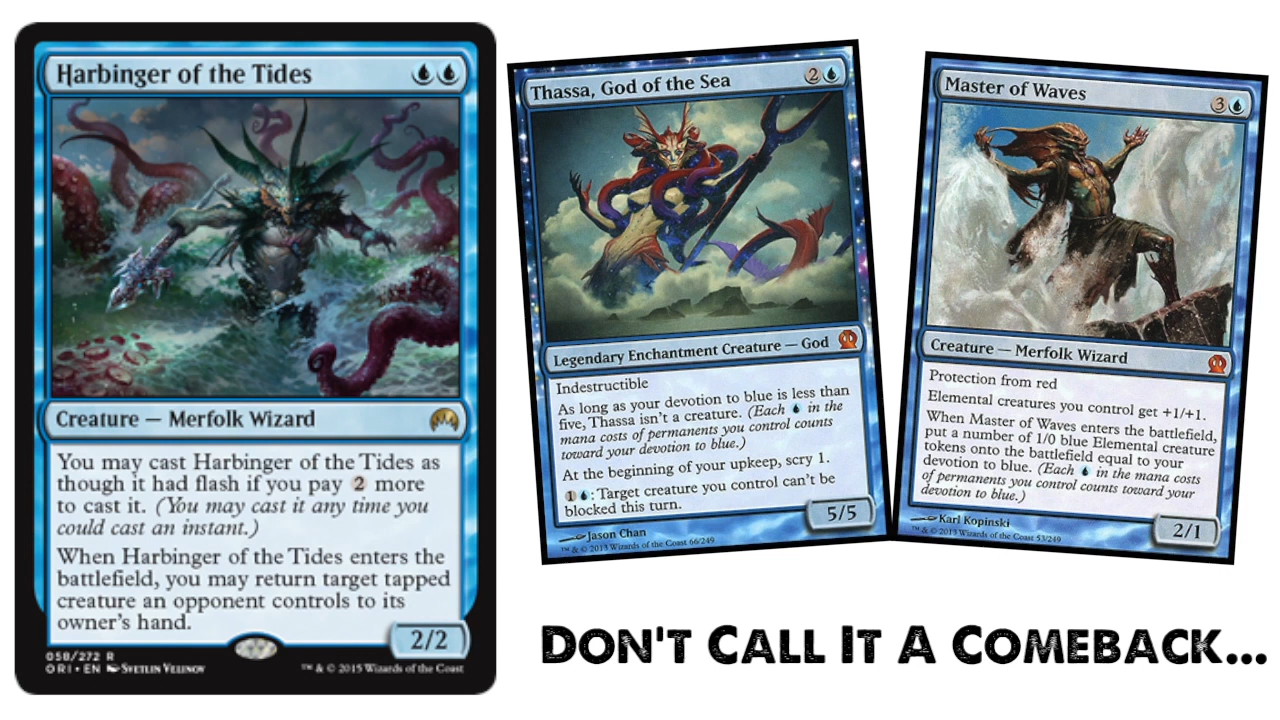 Harbinger of the Tides
You may cast Harbinger of the Tides as
though it had flash if you pay 2 more
to cast it. (You may cast it any time you
could cast an instant.)
When Harbinger of the Tides enters the
battlefield, you may return target tapped
creature an opponent controls to its
owner's hand.
Creature — Merfolk Wizard
2/2
058/272 R
ORI • EN Svetlin Velinov
™ & © 2015 Wizards of the Coast
Thassa, God of the Sea
2
Legendary Enchantment Creature — God
Indestructible
As long as your devotion to blue is less than
five, Thassa isn't a creature. (Each in the
mana costs of permanents you control counts
toward your devotion to blue.)
At the beginning of your upkeep, scry 1.
1 : Target creature you control can't be
blocked this turn.
5/5
Jason Chan
™ & © 2013 Wizards of the Coast 66/249
Master of Waves
3
Creature — Merfolk Wizard
Protection from red
Elemental creatures you control get +1/+1.
When Master of Waves enters the battlefield,
put a number of 1/0 blue Elemental creature
tokens onto the battlefield equal to your
devotion to blue. (Each in the mana costs
of permanents you control counts toward your
devotion to blue.)
2/1
Karl Kopinski
™ & © 2013 Wizards of the Coast 53/249
Don't Call It A Comeback...